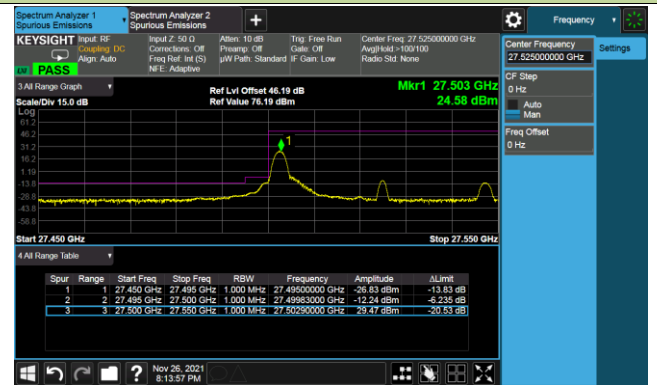 Spectrum Analyzer 1
Spurious Emissions
Spectrum Analyzer 2
Spurious Emissions
Frequency
KEYSIGHT
Input: RF
Coupling: DC
Align: Auto
Input Z: 50 Ω
Corrections: Off
Freq Ref: Int (S)
NFE: Adaptive
Atten: 10 dB
Preamp: Off
µW Path: Standard
Trig: Free Run
Gate: Off
IF Gain: Low
Center Freq: 27.525000000 GHz
Avg|Hold:>100/100
Radio Std: None
PASS
3 All Range Graph
Scale/Div 15.0 dB
Ref Lvl Offset 46.19 dB
Ref Value 76.19 dBm
Mkr1 27.503 GHz
24.58 dBm
Log
61.2
46.2
31.2
16.2
1.19
-13.8
-28.8
-43.8
-58.8
1
Start 27.450 GHz
Stop 27.550 GHz
4 All Range Table
Spur Range Start Freq Stop Freq RBW Frequency Amplitude ΔLimit
1 1 27.450 GHz 27.495 GHz 1.000 MHz 27.49500000 GHz -26.83 dBm -13.83 dB
2 2 27.495 GHz 27.500 GHz 1.000 MHz 27.49983000 GHz -12.24 dBm -6.235 dB
3 3 27.500 GHz 27.550 GHz 1.000 MHz 27.50290000 GHz 29.47 dBm -20.53 dB
Center Frequency
27.525000000 GHz
Settings
CF Step
0 Hz
Auto
Man
Freq Offset
0 Hz
Nov 26, 2021
8:13:57 PM